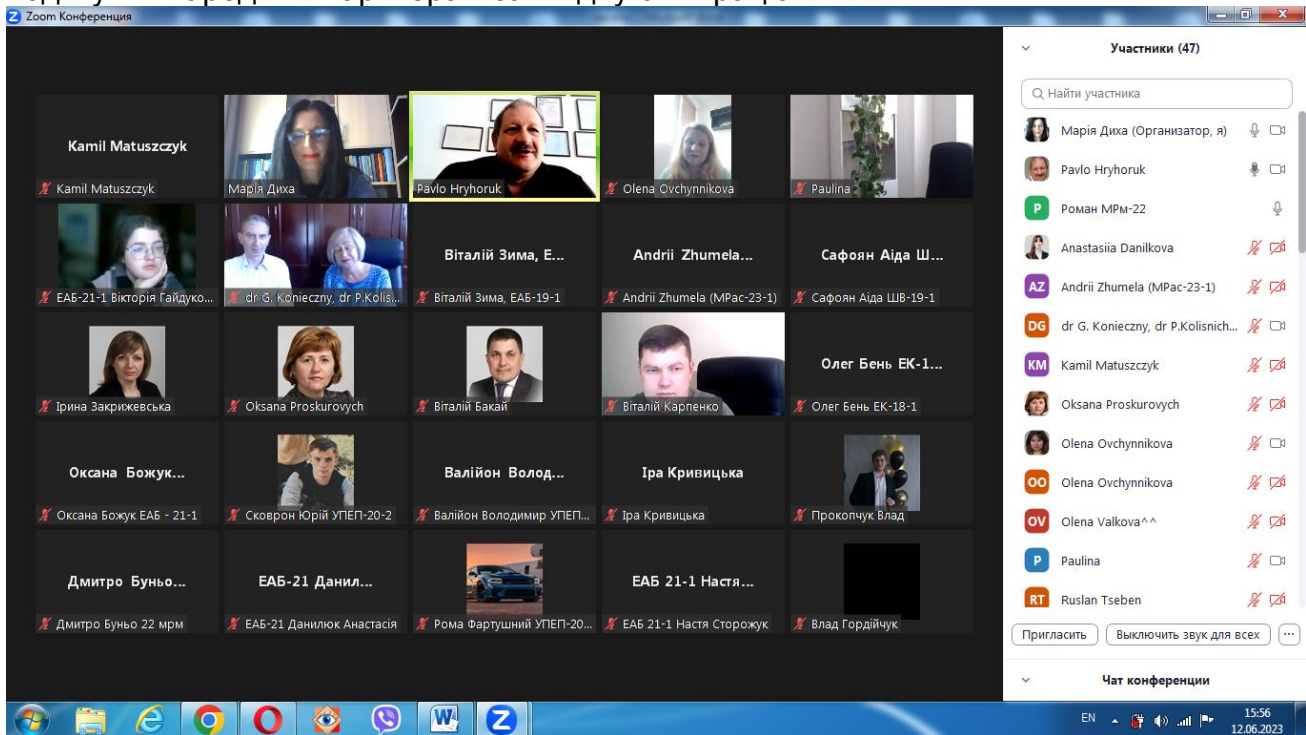 Zoom Конференция
Kamil Matuszczyk
Kamil Matuszczyk
Марія Диха
Pavlo Hryhoruk
Olena Ovchynnikova
Paulina
Віталій Зима, Е...
Andrii Zhumela...
Сафоян Аіда Ш...
ЕАБ-21-1 Вікторія Гайдуко...
dr G. Konieczny, dr P.Kolis...
Віталій Зима, ЕАБ-19-1
Andrii Zhumela (МРас-23-1)
Сафоян Аіда ШВ-19-1
Олег Бень ЕК-1...
Ірина Закрижевська
Oksana Proskurovych
Віталій Бакай
Віталій Карпенко
Олег Бень ЕК-18-1
Оксана Божук...
Валійон Волод...
Іра Кривицька
Оксана Божук ЕАБ - 21-1
Сковрон Юрій УПЕП-20-2
Валійон Володимир УПЕП...
Іра Кривицька
Прокопчук Влад
Дмитро Буньо...
ЕАБ-21 Данил...
ЕАБ 21-1 Настя...
Дмитро Буньо 22 мрм
ЕАБ-21 Данилюк Анастасія
Рома Фартушний УПЕП-20...
ЕАБ 21-1 Настя Сторожук
Влад Гордійчук
Участники (47)
Найти участника
Марія Диха (Организатор, я)
Pavlo Hryhoruk
Р Роман МРм-22
Anastasiia Danilkova
AZ Andrii Zhumela (МРас-23-1)
DG dr G. Konieczny, dr P.Kolisnich...
KM Kamil Matuszczyk
Oksana Proskurovych
Olena Ovchynnikova
OO Olena Ovchynnikova
OV Olena Valkova^^
P Paulina
RT Ruslan Tseben
Пригласить Выключить звук для всех ...
Чат конференции
EN 15:56
12.06.2023